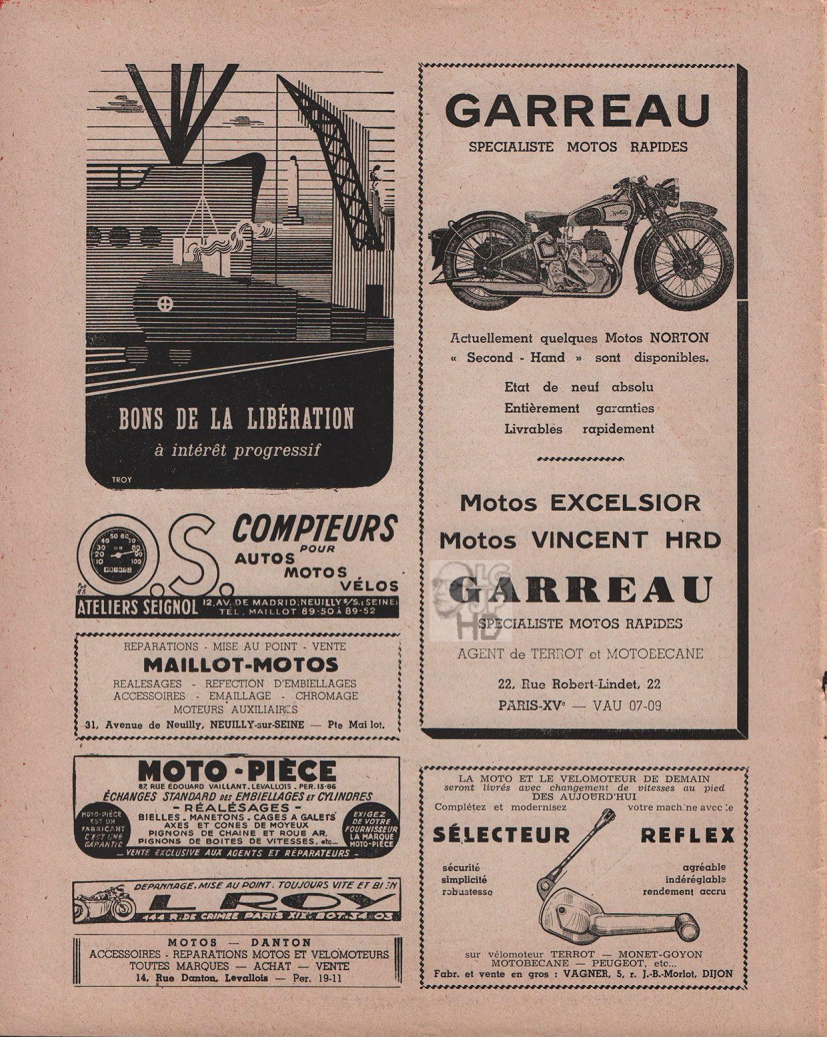 BONS DE LA LIBÉRATION
à intérêt progressif
TROY
O.S.
COMPTEURS
POUR
AUTOS
MOTOS
VÉLOS
ATELIERS SEIGNOL
12, AV. DE MADRID, NEUILLY S/S. (SEINE)
TÉL. MAILLOT 89-50 À 89-52
REPARATIONS - MISE AU POINT - VENTE
MAILLOT-MOTOS
REALESAGES - REFECTION D'EMBIELLAGES
ACCESSOIRES - EMAILLAGE - CHROMAGE
MOTEURS AUXILIAIRES
31, Avenue de Neuilly, NEUILLY-sur-SEINE — Pte Maillot.
MOTO-PIÈCE
87, RUE ÉDOUARD VAILLANT, LEVALLOIS. PER. 15-86
ÉCHANGES STANDARD DES EMBIELLAGES ET CYLINDRES
- RÉALÉSAGES -
BIELLES, MANETONS, CAGES A GALETS
AXES ET CONES DE MOYEUX
PIGNONS DE CHAINE ET ROUE AR.
PIGNONS DE BOITES DE VITESSES, etc...
MOTO-PIÈCE
EST UN
FABRICANT
C'EST UNE
GARANTIE
EXIGEZ
DE VOTRE
FOURNISSEUR
LA MARQUE
MOTO-PIÈCE
- VENTE EXCLUSIVE AUX AGENTS ET RÉPARATEURS -
DEPANNAGE. MISE AU POINT. TOUJOURS VITE ET BIEN
L ROY
144 R. DE CRIMÉE PARIS XIX. BOT. 34-03
MOTOS — DANTON
ACCESSOIRES - REPARATIONS MOTOS ET VELOMOTEURS
TOUTES MARQUES — ACHAT — VENTE
14, Rue Danton, Levallois — Per. 19-11
GARREAU
SPECIALISTE MOTOS RAPIDES
Actuellement quelques Motos NORTON
« Second - Hand » sont disponibles.
Etat de neuf absolu
Entièrement garanties
Livrables rapidement
Motos EXCELSIOR
Motos VINCENT HRD
GARREAU
SPECIALISTE MOTOS RAPIDES
AGENT de TERROT et MOTOBECANE
22, Rue Robert-Lindet, 22
PARIS-XVe — VAU 07-09
LA MOTO ET LE VELOMOTEUR DE DEMAIN
seront livrés avec changement de vitesses au pied
DES AUJOURD'HUI
Complétez et modernisez votre machine avec le
SÉLECTEUR REFLEX
sécurité
simplicité
robustesse
agréable
indéréglable
rendement accru
sur vélomoteur TERROT — MONET-GOYON
MOTOBECANE — PEUGEOT, etc...
Fabr. et vente en gros : VAGNER, 5, r. J.-B.-Morlot, DIJON